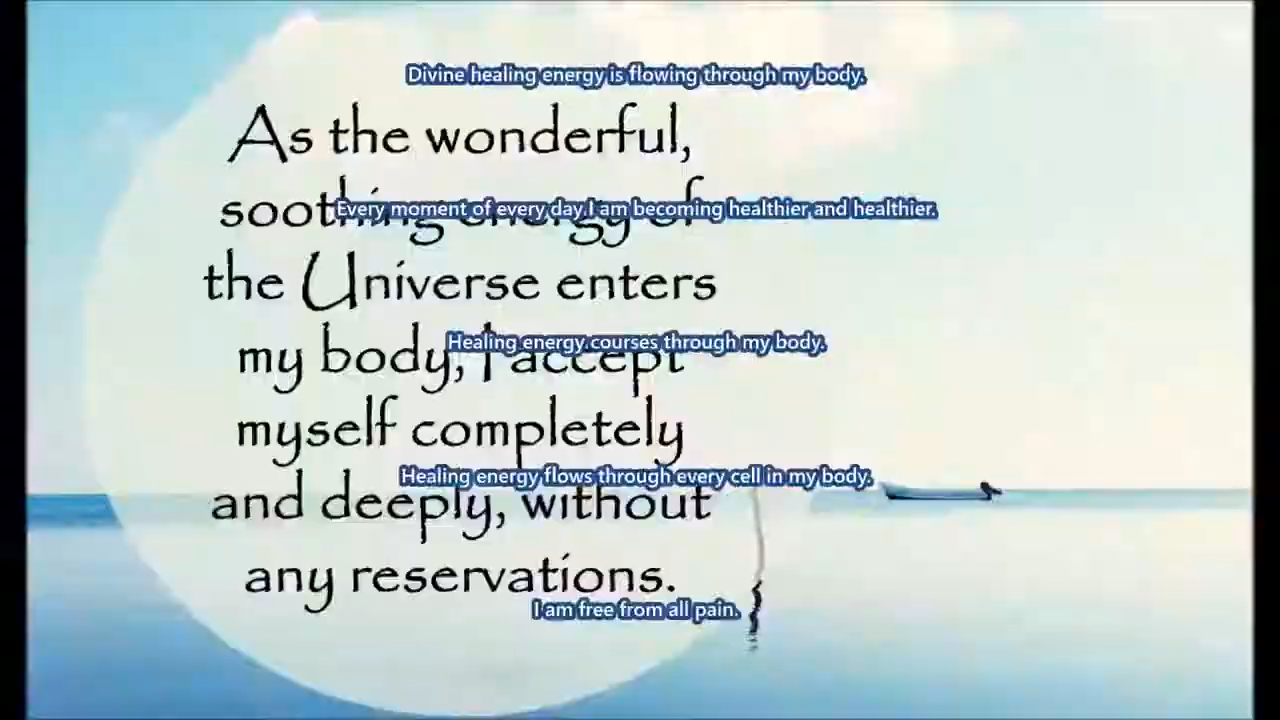 Divine healing energy is flowing through my body.
As the wonderful,
soothing energy of
Every moment of every day,I am becoming healthier and healthier.
the Universe enters
Healing energy courses through my body.
my body, I accept
myself completely
Healing energy flows through every cell in my body.
and deeply, without
any reservations.
I am free from all pain.